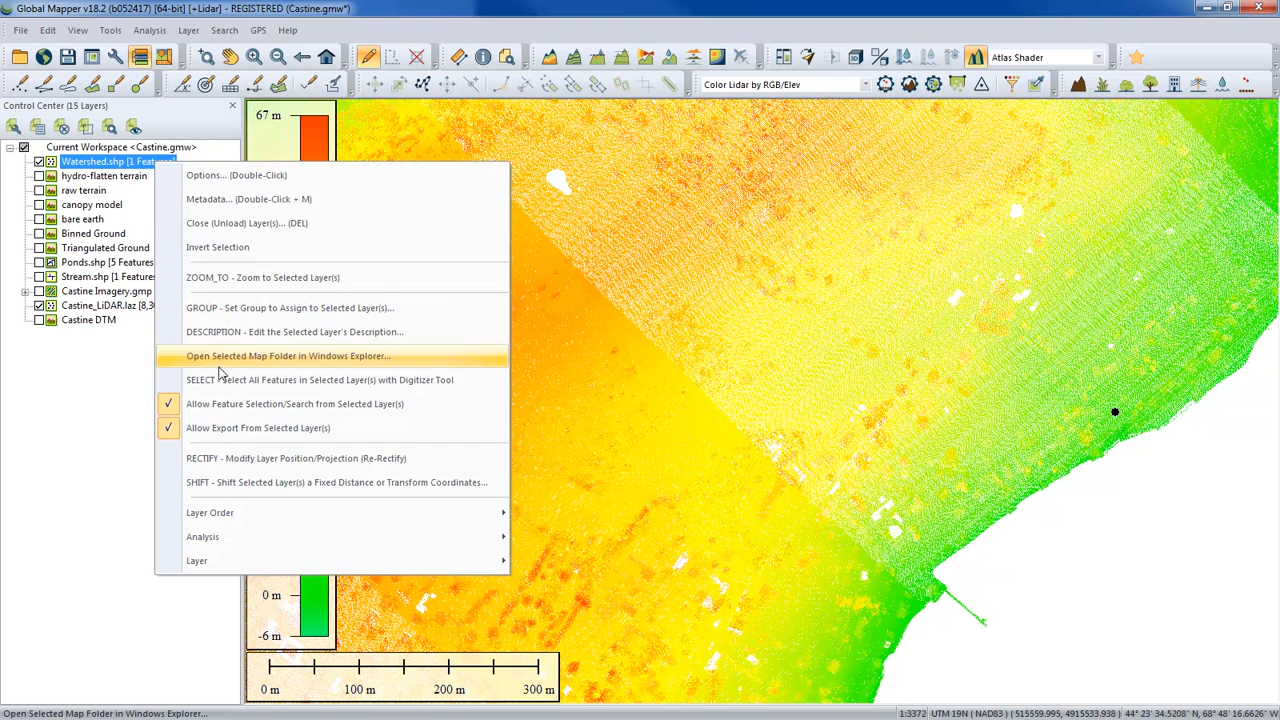 Global Mapper v18.2 (b052417) [64-bit] [+Lidar] - REGISTERED (Castine.gmw*)
File Edit View Tools Analysis Layer Search GPS Help
Atlas Shader
Color Lidar by RGB/Elev
Control Center (15 Layers)
Current Workspace <Castine.gmw>
Watershed.shp [1 Features]
hydro-flatten terrain
raw terrain
canopy model
bare earth
Binned Ground
Triangulated Ground
Ponds.shp [5 Features
Stream.shp [1 Features
Castine Imagery.gmp
Castine_LiDAR.laz [8,3
Castine DTM
Options... (Double-Click)
Metadata... (Double-Click + M)
Close (Unload) Layer(s)... (DEL)
Invert Selection
ZOOM_TO - Zoom to Selected Layer(s)
GROUP - Set Group to Assign to Selected Layer(s)...
DESCRIPTION - Edit the Selected Layer's Description...
Open Selected Map Folder in Windows Explorer...
SELECT - Select All Features in Selected Layer(s) with Digitizer Tool
Allow Feature Selection/Search from Selected Layer(s)
Allow Export From Selected Layer(s)
RECTIFY - Modify Layer Position/Projection (Re-Rectify)
SHIFT - Shift Selected Layer(s) a Fixed Distance or Transform Coordinates...
Layer Order
Analysis
Layer
67 m
0 m
-6 m
0 m 100 m 200 m 300 m
Open Selected Map Folder in Windows Explorer...
1:3372 UTM 19N (NAD83) ( 515559.995, 4915533.938) 44° 23' 34.5208" N, 68° 48' 16.6626" W